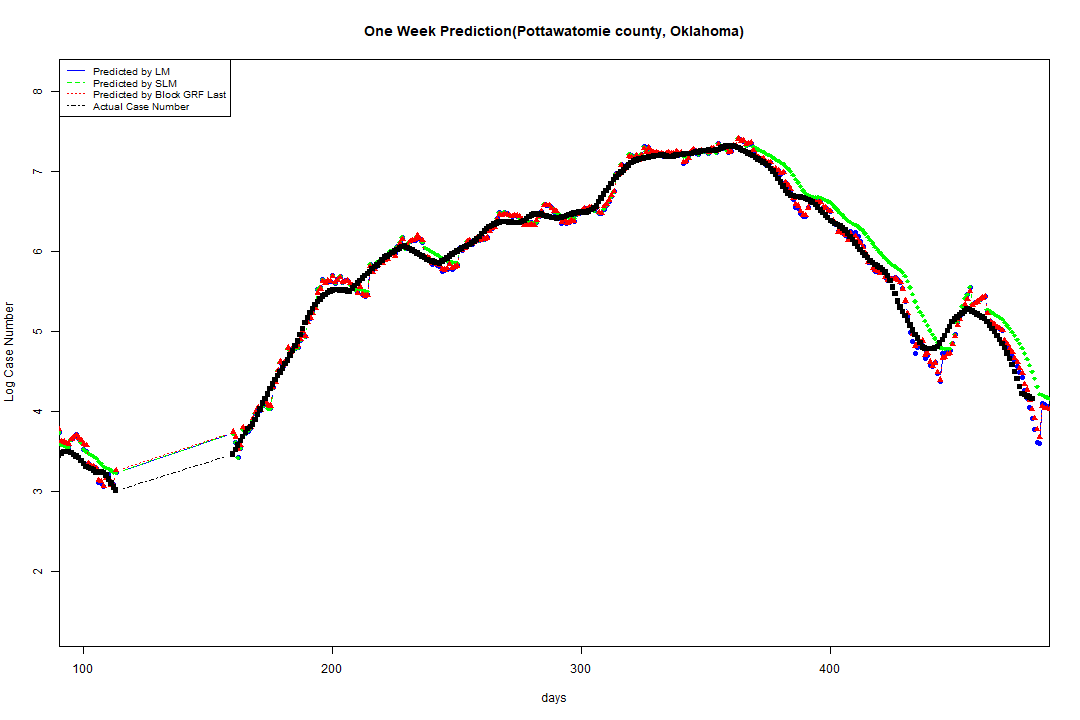 One Week Prediction(Pottawatomie county, Oklahoma)
Predicted by LM
Predicted by SLM
Predicted by Block GRF Last
Actual Case Number
8
7
6
5
4
3
2
Log Case Number
100 200 300 400
days